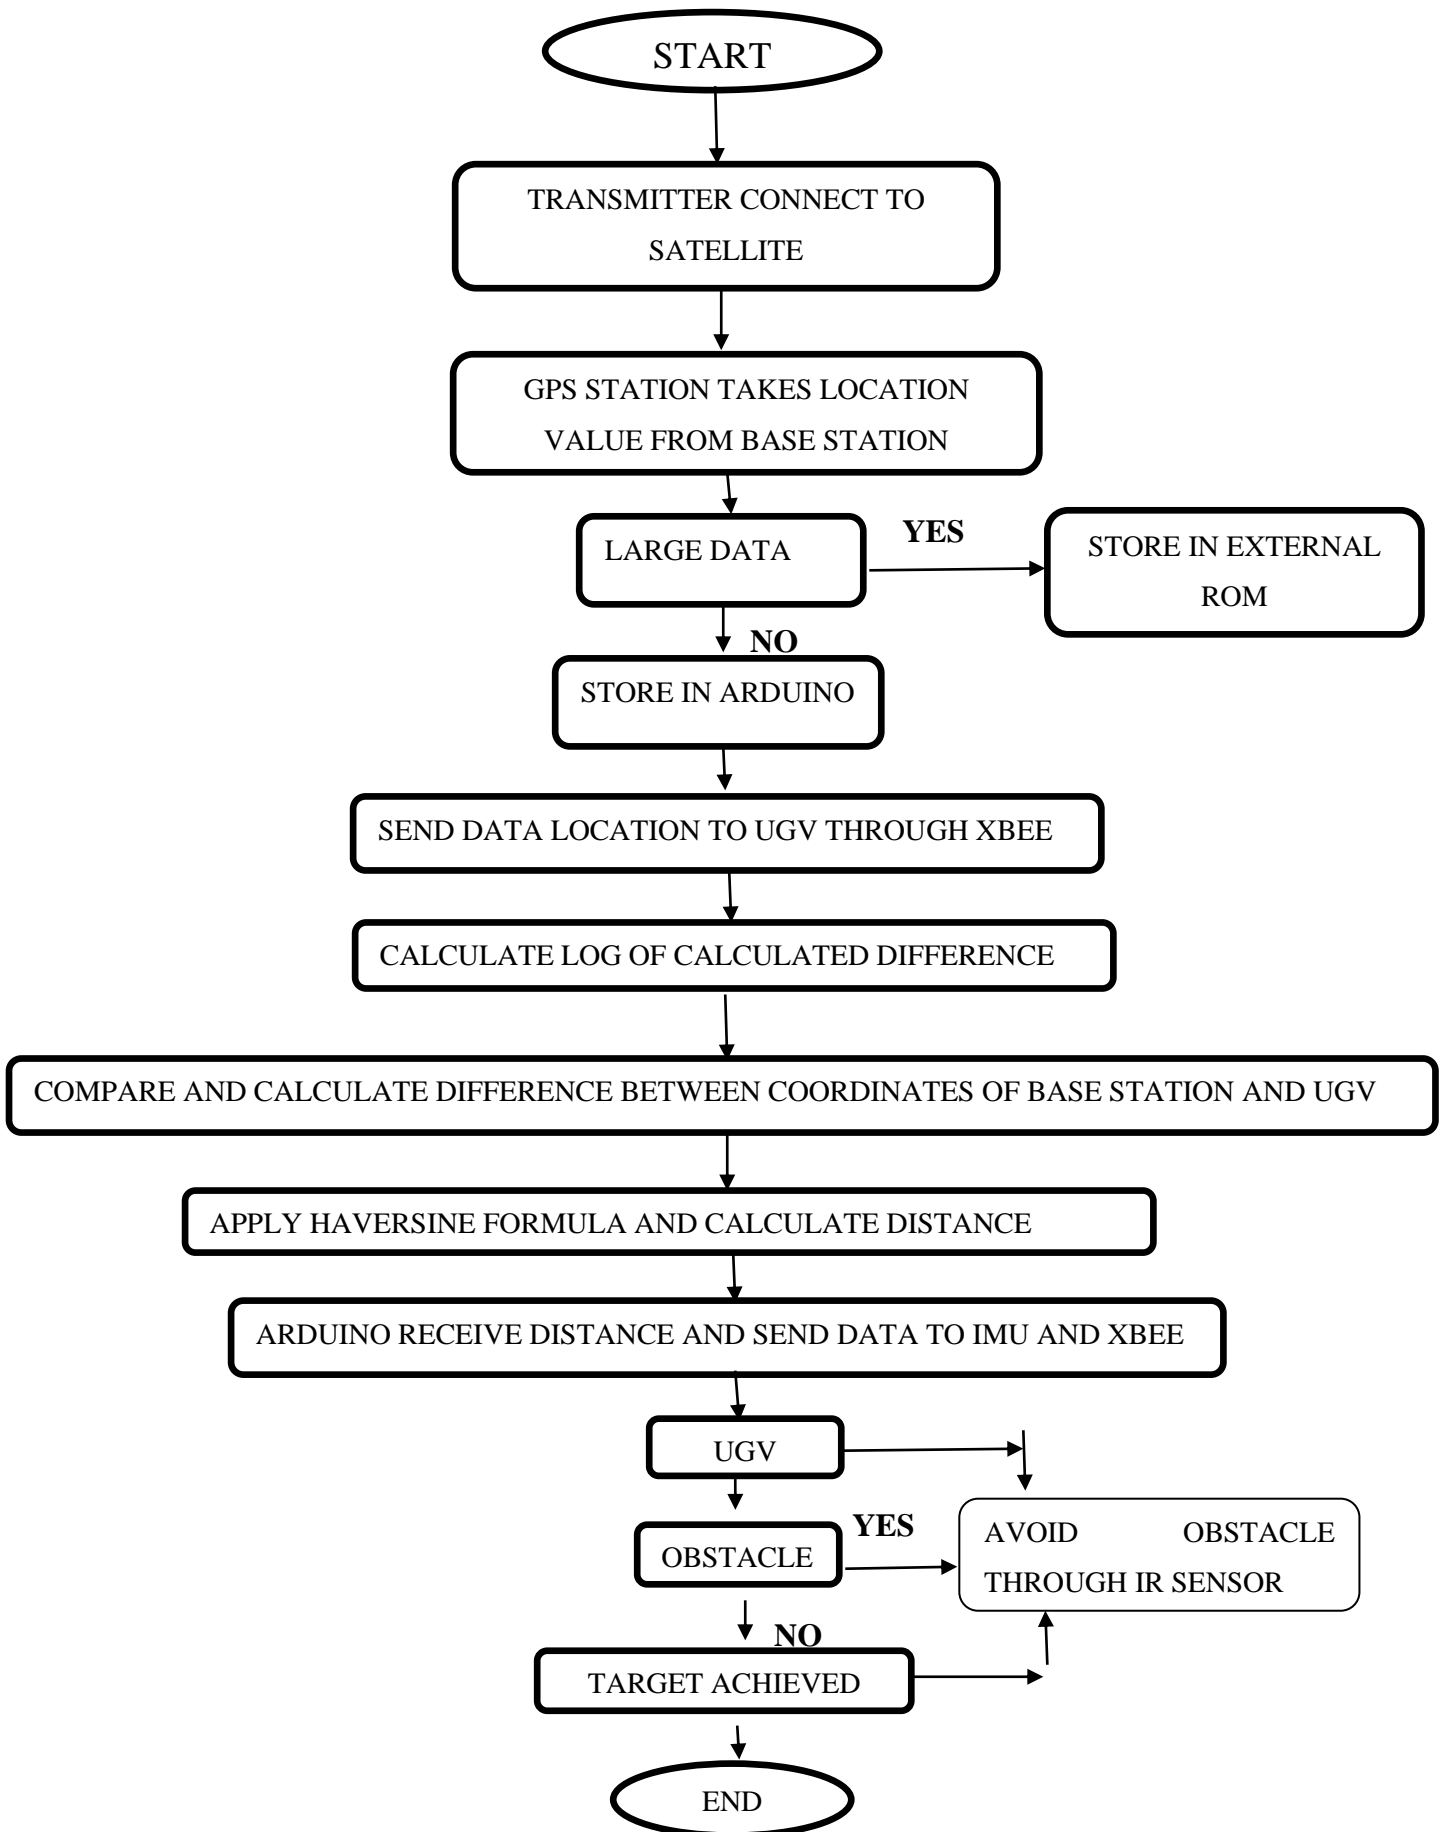 START
TRANSMITTER CONNECT TO
SATELLITE
GPS STATION TAKES LOCATION
VALUE FROM BASE STATION
LARGE DATA
YES
STORE IN EXTERNAL
ROM
NO
STORE IN ARDUINO
SEND DATA LOCATION TO UGV THROUGH XBEE
CALCULATE LOG OF CALCULATED DIFFERENCE
COMPARE AND CALCULATE DIFFERENCE BETWEEN COORDINATES OF BASE STATION AND UGV
APPLY HAVERSINE FORMULA AND CALCULATE DISTANCE
ARDUINO RECEIVE DISTANCE AND SEND DATA TO IMU AND XBEE
UGV
OBSTACLE
YES
AVOID OBSTACLE
THROUGH IR SENSOR
NO
TARGET ACHIEVED
END